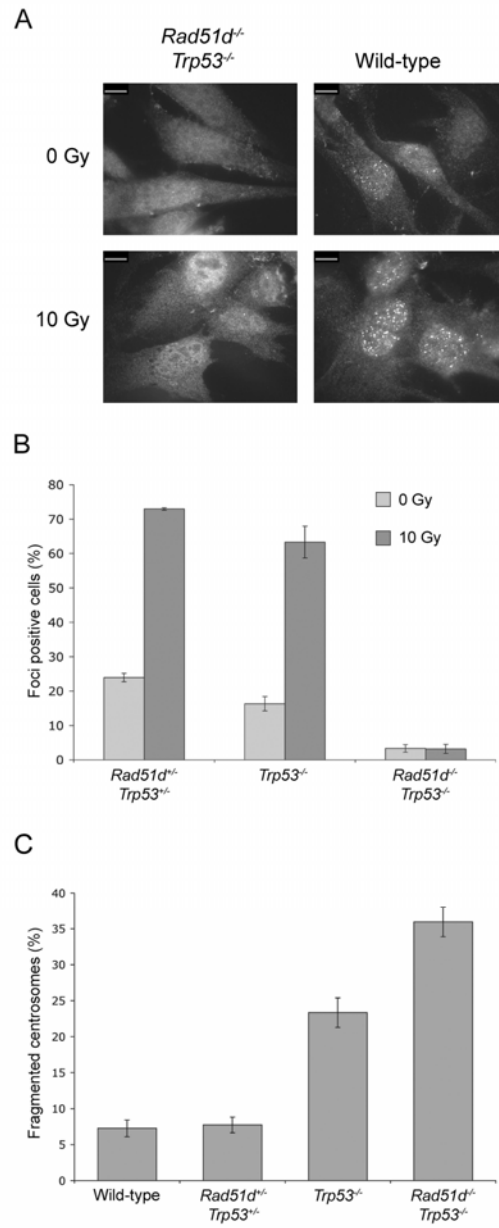 A
Rad51d⁻/⁻
Trp53⁻/⁻
Wild-type
0 Gy
10 Gy
B
Foci positive cells (%)
80
70
60
50
40
30
20
10
0
0 Gy
10 Gy
Rad51d⁺/⁻
Trp53⁺/⁻
Trp53⁻/⁻
Rad51d⁻/⁻
Trp53⁻/⁻
C
Fragmented centrosomes (%)
40
35
30
25
20
15
10
5
0
Wild-type
Rad51d⁺/⁻
Trp53⁺/⁻
Trp53⁻/⁻
Rad51d⁻/⁻
Trp53⁻/⁻